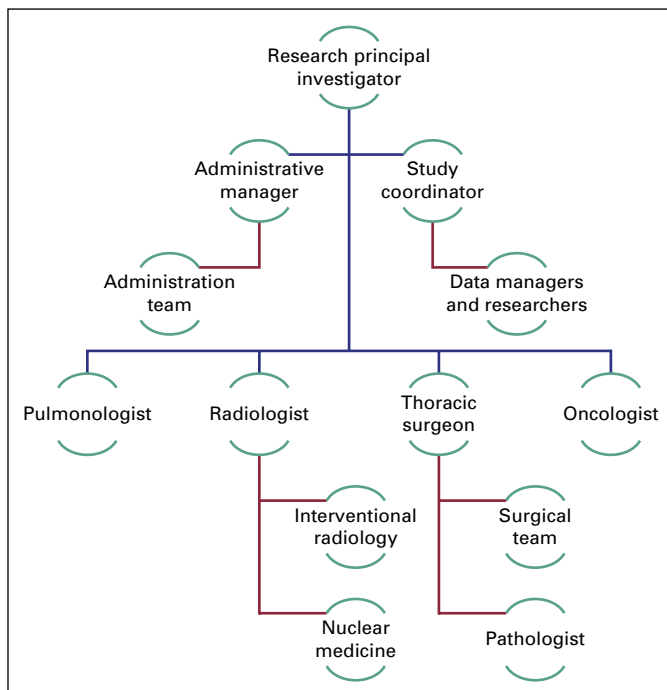 Research principal
investigator
Administrative
manager
Study
coordinator
Administration
team
Data managers
and researchers
Pulmonologist
Radiologist
Thoracic
surgeon
Oncologist
Interventional
radiology
Surgical
team
Nuclear
medicine
Pathologist